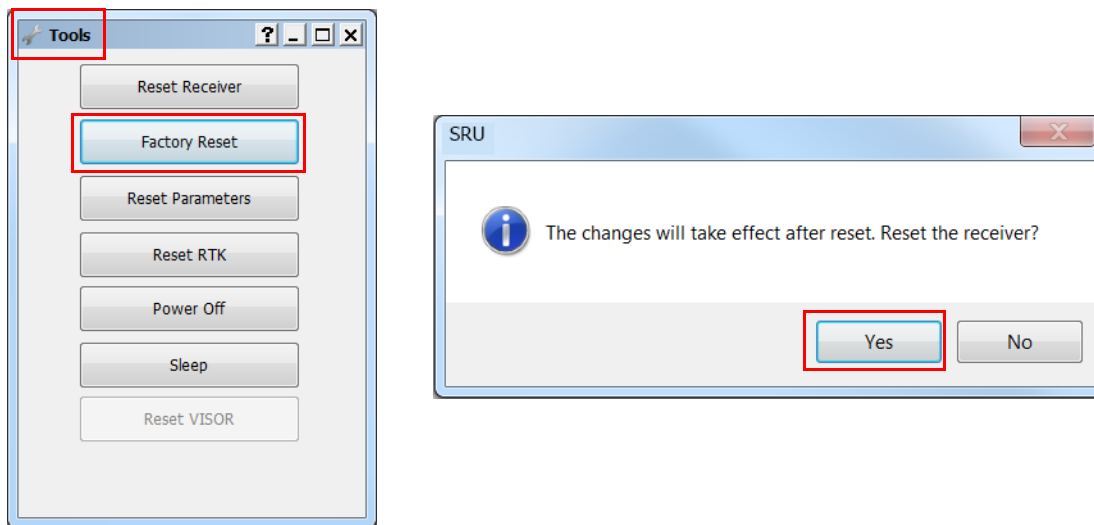 Tools
Reset Receiver
Factory Reset
Reset Parameters
Reset RTK
Power Off
Sleep
Reset VISOR
SRU
The changes will take effect after reset. Reset the receiver?
Yes No